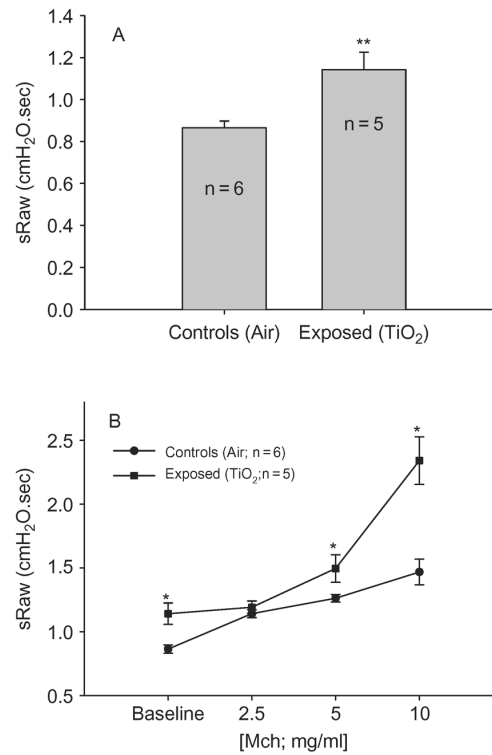 A
**
1.4
1.2
1.0
0.8
0.6
0.4
0.2
0.0
sRaw (cmH₂O.sec)
n = 6
n = 5
Controls (Air)
Exposed (TiO₂)
B
Controls (Air; n = 6)
Exposed (TiO₂;n = 5)
*
*
*
2.5
2.0
1.5
1.0
0.5
sRaw (cmH₂O.sec)
Baseline
2.5
5
10
[Mch; mg/ml]